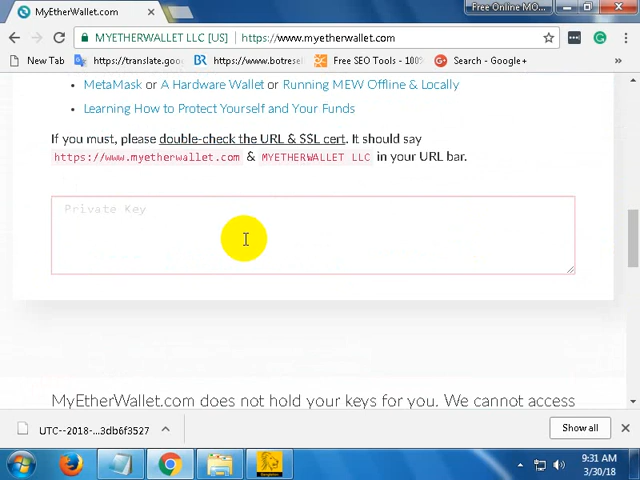 Free Online MO...
MyEtherWallet.com
MYETHERWALLET LLC [US] https://www.myetherwallet.com
New Tab https://translate.goo https://www.botrese Free SEO Tools - 100% Search - Google+
MetaMask or A Hardware Wallet or Running MEW Offline & Locally
Learning How to Protect Yourself and Your Funds
If you must, please double-check the URL & SSL cert. It should say
https://www.myetherwallet.com & MYETHERWALLET LLC in your URL bar.
Private Key
MyEtherWallet.com does not hold your keys for you. We cannot access
UTC--2018-...3db6f3527
Show all
9:31 AM
3/30/18